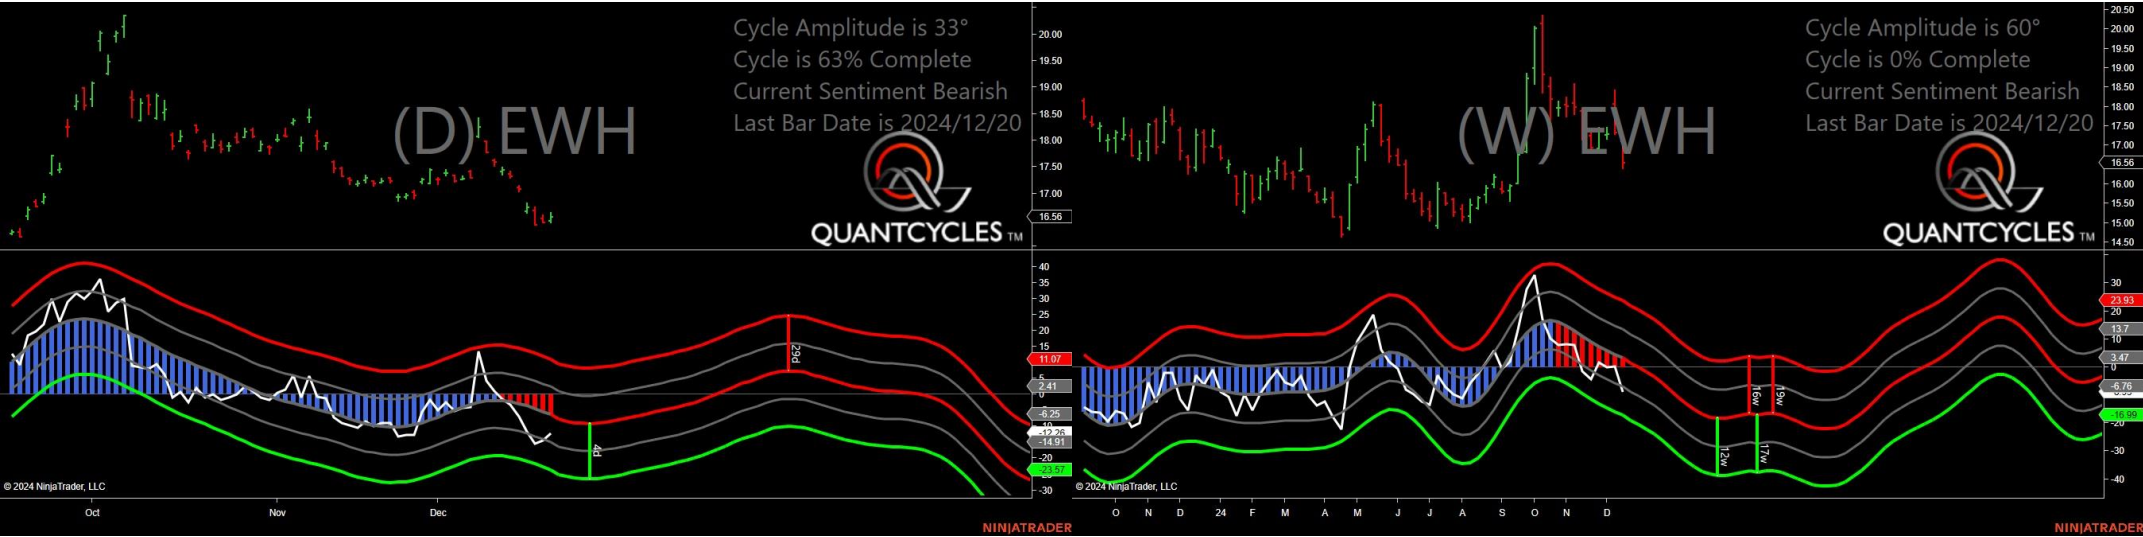 Cycle Amplitude is 33°
Cycle is 63% Complete
Current Sentiment Bearish
Last Bar Date is 2024/12/20
(D) EWH
QUANTCYCLES TM
20.00
19.50
19.00
18.50
18.00
17.50
17.00
16.56
40
35
30
25
20
15
11.07
5
2.41
0
-6.25
-12.26
-14.91
-20
-23.57
-30
29d
4d
© 2024 NinjaTrader, LLC
Oct Nov Dec
NINJATRADER
Cycle Amplitude is 60°
Cycle is 0% Complete
Current Sentiment Bearish
Last Bar Date is 2024/12/20
(W) EWH
QUANTCYCLES TM
20.50
20.00
19.50
19.00
18.50
18.00
17.50
17.00
16.56
16.00
15.50
15.00
14.50
30
23.93
20
13.7
3.47
0
-6.76
-16.99
-20
-30
-40
16w 19w
12w 17w
© 2024 NinjaTrader, LLC
O N D 24 F M A M J J A S O N D
NINJATRADER